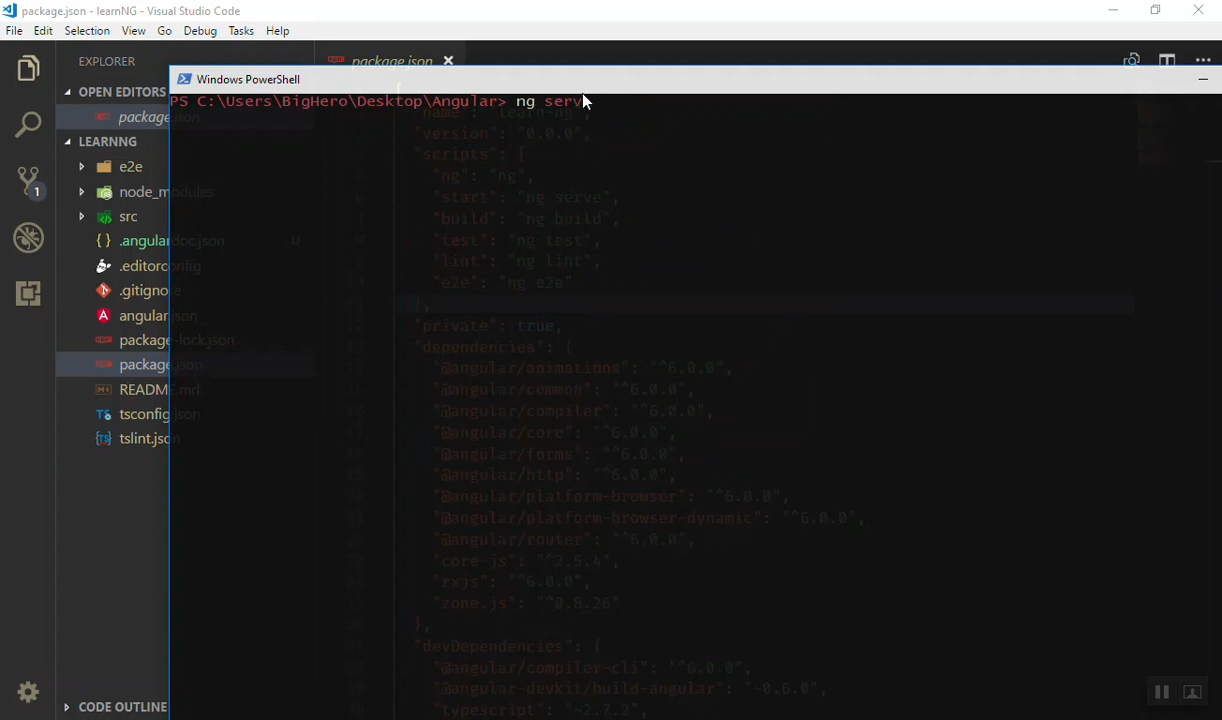 package.json - learnNG - Visual Studio Code
File Edit Selection View Go Debug Tasks Help
EXPLORER
package.json
Windows PowerShell
OPEN EDITORS
PS C:\Users\BigHero\Desktop\Angular> ng serv
package.json
"name": "learn-ng",
"version": "0.0.0",
LEARNNG
"scripts": {
e2e
"ng": "ng",
node_modules
"start": "ng serve",
src
"build": "ng build",
.angulardoc.json U
"test": "ng test",
.editorconfig
"lint": "ng lint",
.gitignore
"e2e": "ng e2e"
},
angular.json
"private": true,
package-lock.json
"dependencies": {
package.json
"@angular/animations": "^6.0.0",
README.md
"@angular/common": "^6.0.0",
tsconfig.json
"@angular/compiler": "^6.0.0",
tslint.json
"@angular/core": "^6.0.0",
"@angular/forms": "^6.0.0",
"@angular/http": "^6.0.0",
"@angular/platform-browser": "^6.0.0",
"@angular/platform-browser-dynamic": "^6.0.0",
"@angular/router": "^6.0.0",
"core-js": "^2.5.4",
"rxjs": "^6.0.0",
"zone.js": "^0.8.26"
},
"devDependencies": {
"@angular/compiler-cli": "^6.0.0",
"@angular-devkit/build-angular": "~0.6.0",
CODE OUTLINE
"typescript": "~2.7.2",
1